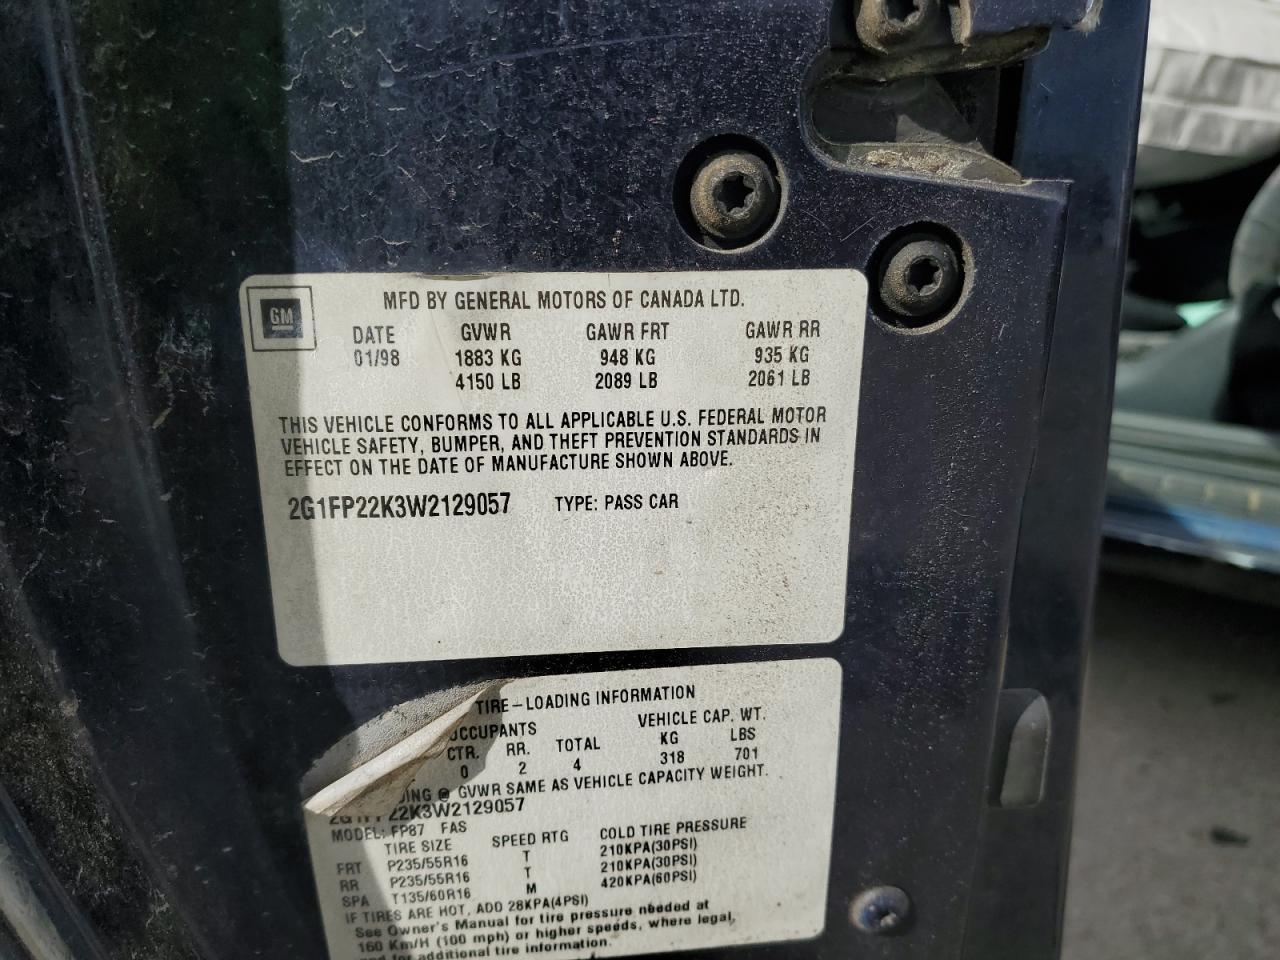 GM
MFD BY GENERAL MOTORS OF CANADA LTD.
DATE GVWR GAWR FRT GAWR RR
01/98 1883 KG 948 KG 935 KG
4150 LB 2089 LB 2061 LB
THIS VEHICLE CONFORMS TO ALL APPLICABLE U.S. FEDERAL MOTOR
VEHICLE SAFETY, BUMPER, AND THEFT PREVENTION STANDARDS IN
EFFECT ON THE DATE OF MANUFACTURE SHOWN ABOVE.
2G1FP22K3W2129057 TYPE: PASS CAR
TIRE-LOADING INFORMATION
OCCUPANTS VEHICLE CAP. WT.
CTR. RR. TOTAL KG LBS
0 2 4 318 701
DING @ GVWR SAME AS VEHICLE CAPACITY WEIGHT.
2G1FP22K3W2129057
MODEL: FP87 FAS
TIRE SIZE SPEED RTG COLD TIRE PRESSURE
FRT P235/55R16 T 210KPA(30PSI)
RR P235/55R16 T 210KPA(30PSI)
SPA T135/60R16 M 420KPA(60PSI)
IF TIRES ARE HOT, ADD 28KPA(4PSI)
See Owner's Manual for tire pressure needed at
160 Km/H (100 mph) or higher speeds, where legal,
and for additional tire information.